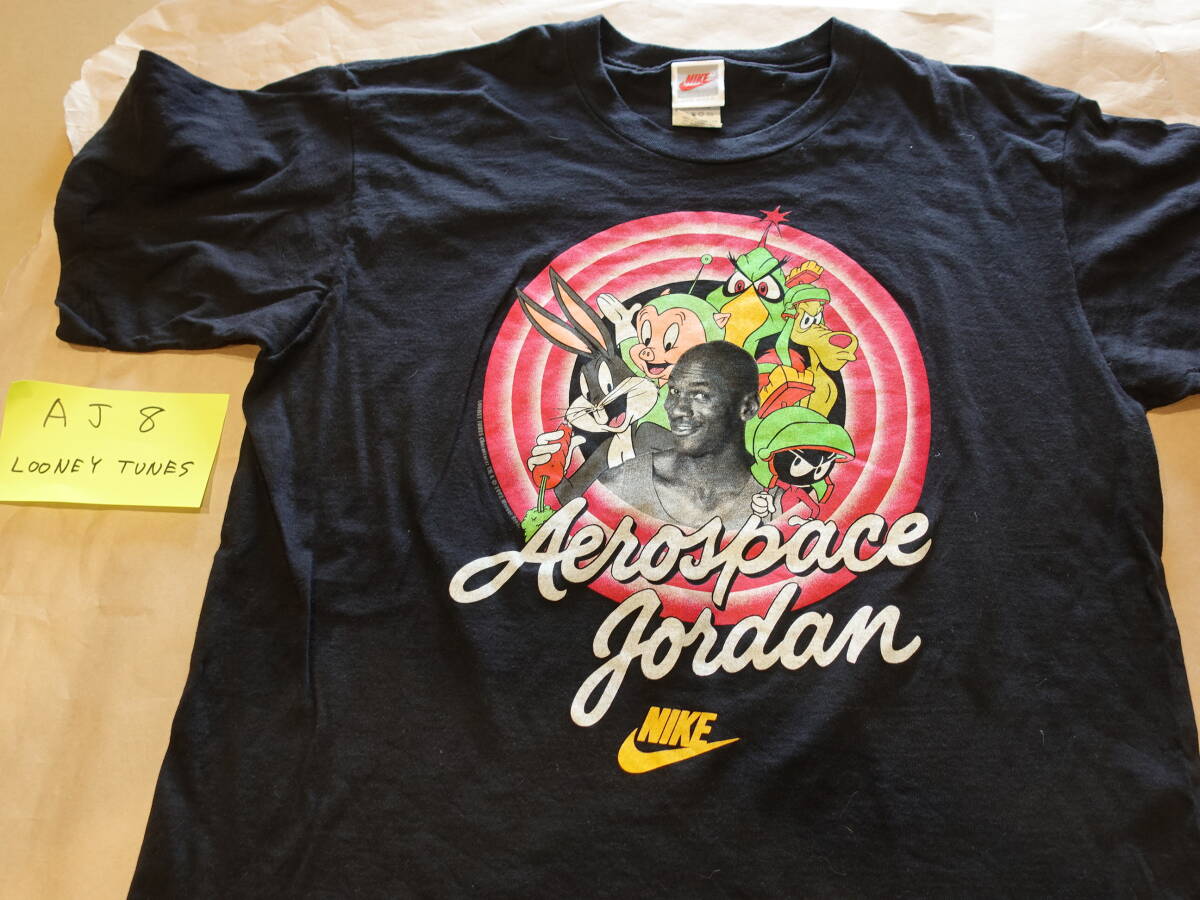 NIKE
AJ 8
LOONEY TUNES
Aerospace
Jordan
NIKE